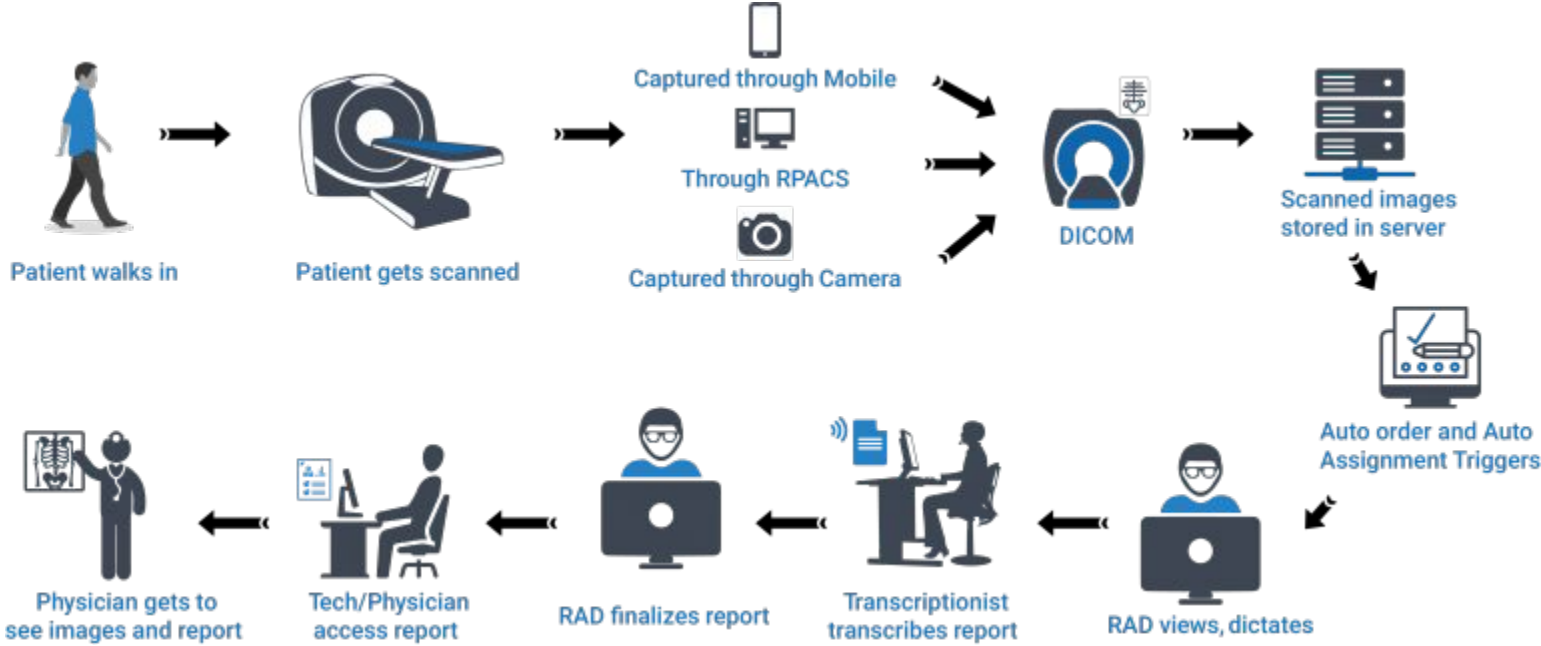 Captured through Mobile
Through RPACS
Captured through Camera
Patient walks in
Patient gets scanned
DICOM
Scanned images
stored in server
Auto order and Auto
Assignment Triggers
RAD views, dictates
Transcriptionist
transcribes report
RAD finalizes report
Tech/Physician
access report
Physician gets to
see images and report